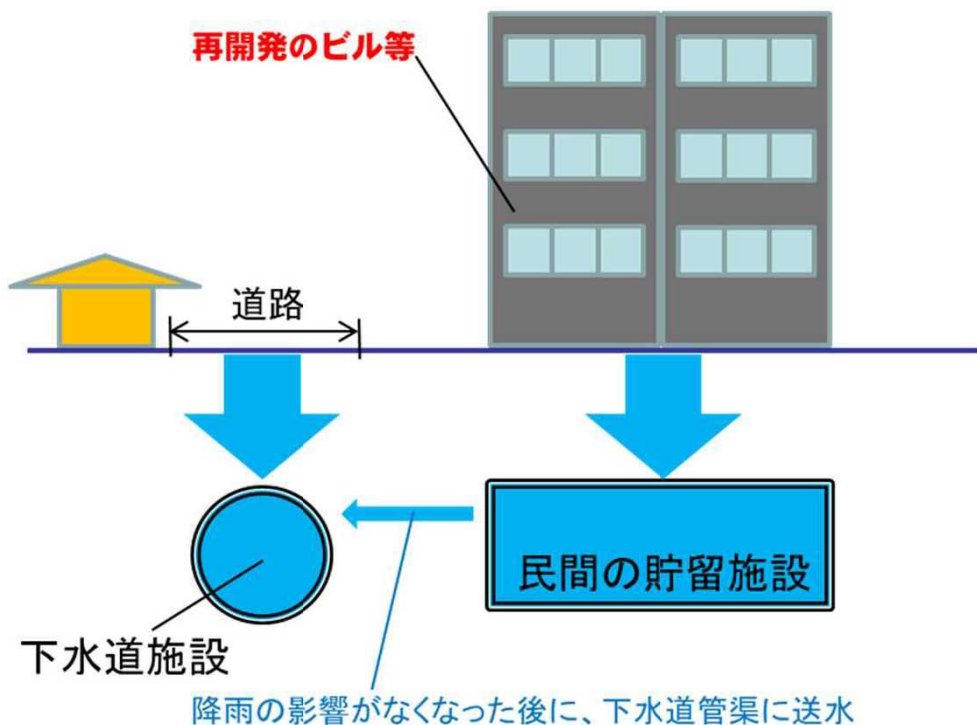 再開発のビル等
道路
民間の貯留施設
下水道施設
降雨の影響がなくなった後に、下水道管渠に送水